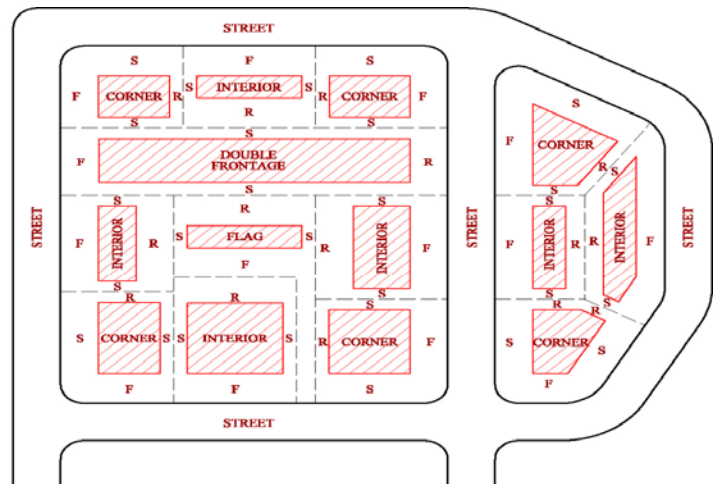 STREET
S F S
F CORNER R S INTERIOR S R CORNER F
S R S
S
F DOUBLE FRONTAGE R
S
S R S
F INTERIOR R S FLAG S R INTERIOR F
S F
R R S
S CORNER S S INTERIOR S R CORNER F
F F S
STREET
STREET
STREET
STREET
S
F CORNER R S
S
S
F INTERIOR R R INTERIOR F
S S
R R
S CORNER S
F